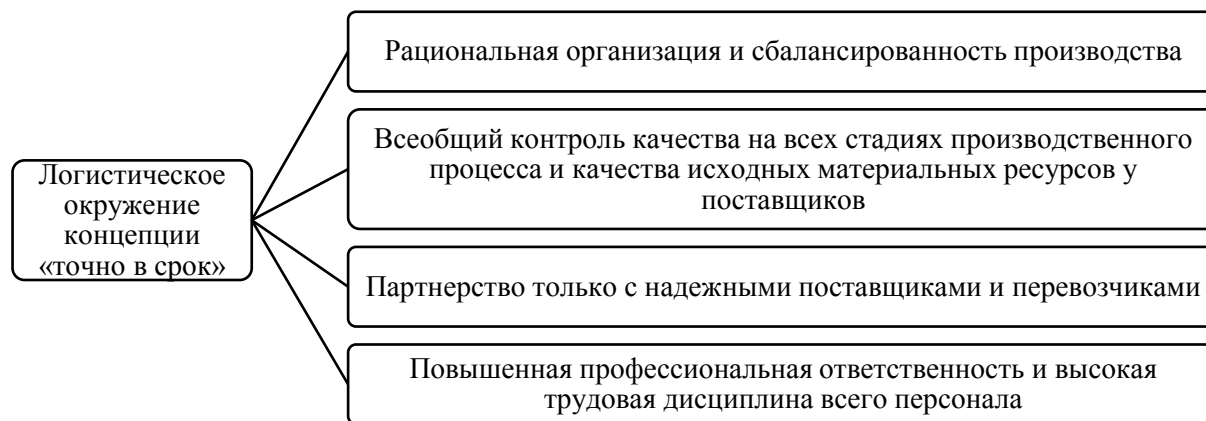 Логистическое
окружение
концепции
«точно в срок»
Рациональная организация и сбалансированность производства
Всеобщий контроль качества на всех стадиях производственного
процесса и качества исходных материальных ресурсов у
поставщиков
Партнерство только с надежными поставщиками и перевозчиками
Повышенная профессиональная ответственность и высокая
трудовая дисциплина всего персонала